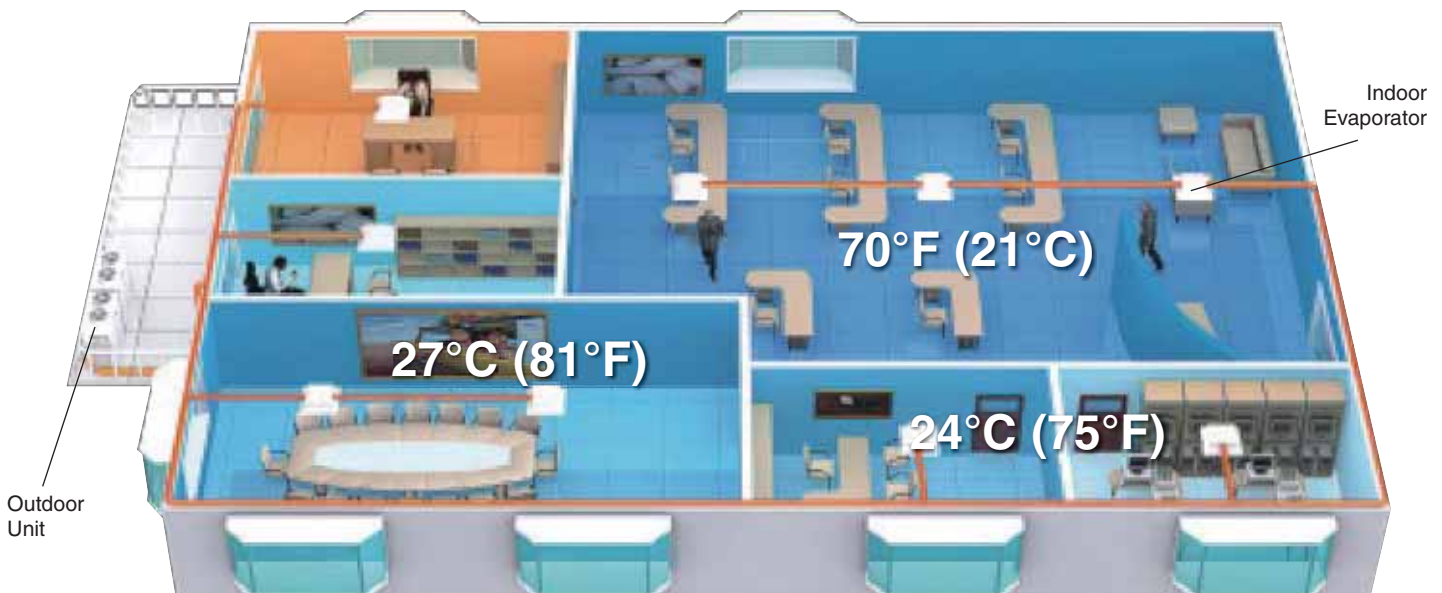 Indoor
Evaporator
70°F (21°C)
27°C (81°F)
24°C (75°F)
Outdoor
Unit